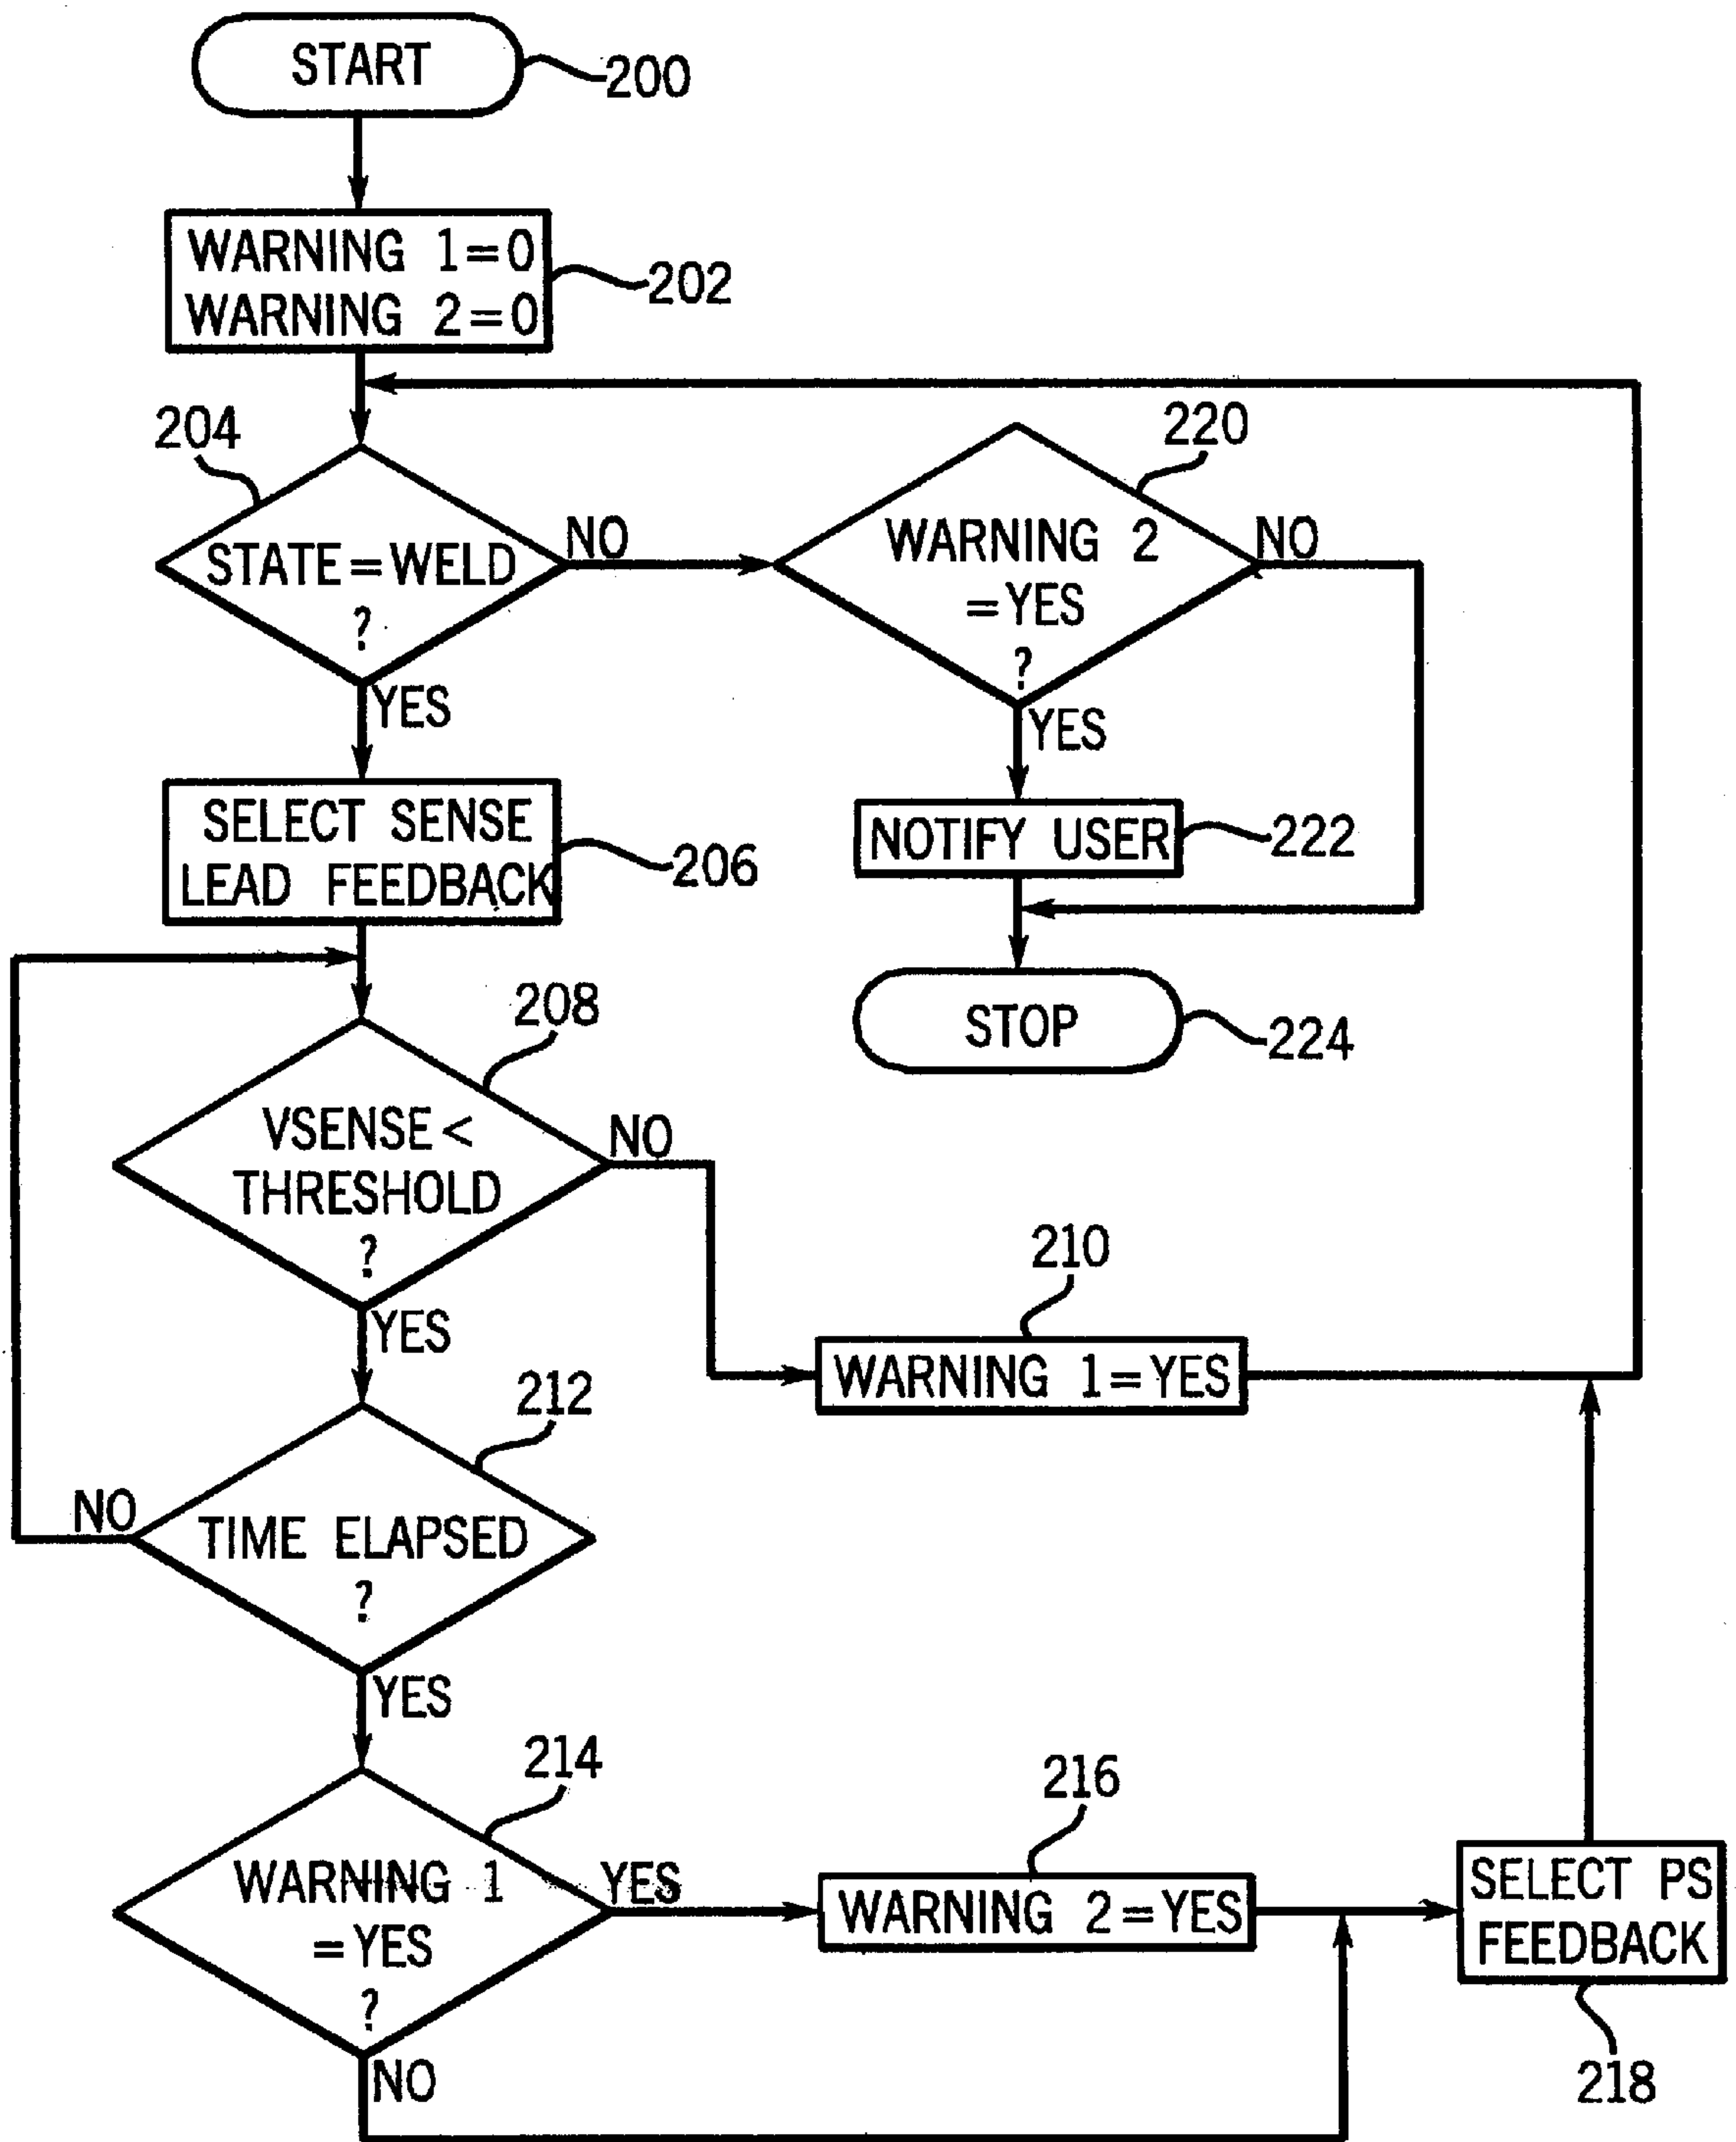 START
200
WARNING 1=0
WARNING 2=0
202
204
STATE=WELD
?
NO
YES
220
WARNING 2
=YES
?
NO
YES
SELECT SENSE
LEAD FEEDBACK
206
NOTIFY USER
222
STOP
224
208
VSENSE<
THRESHOLD
?
NO
YES
210
WARNING 1=YES
212
TIME ELAPSED
?
NO
YES
214
WARNING 1
=YES
?
YES
NO
216
WARNING 2=YES
SELECT PS
FEEDBACK
218